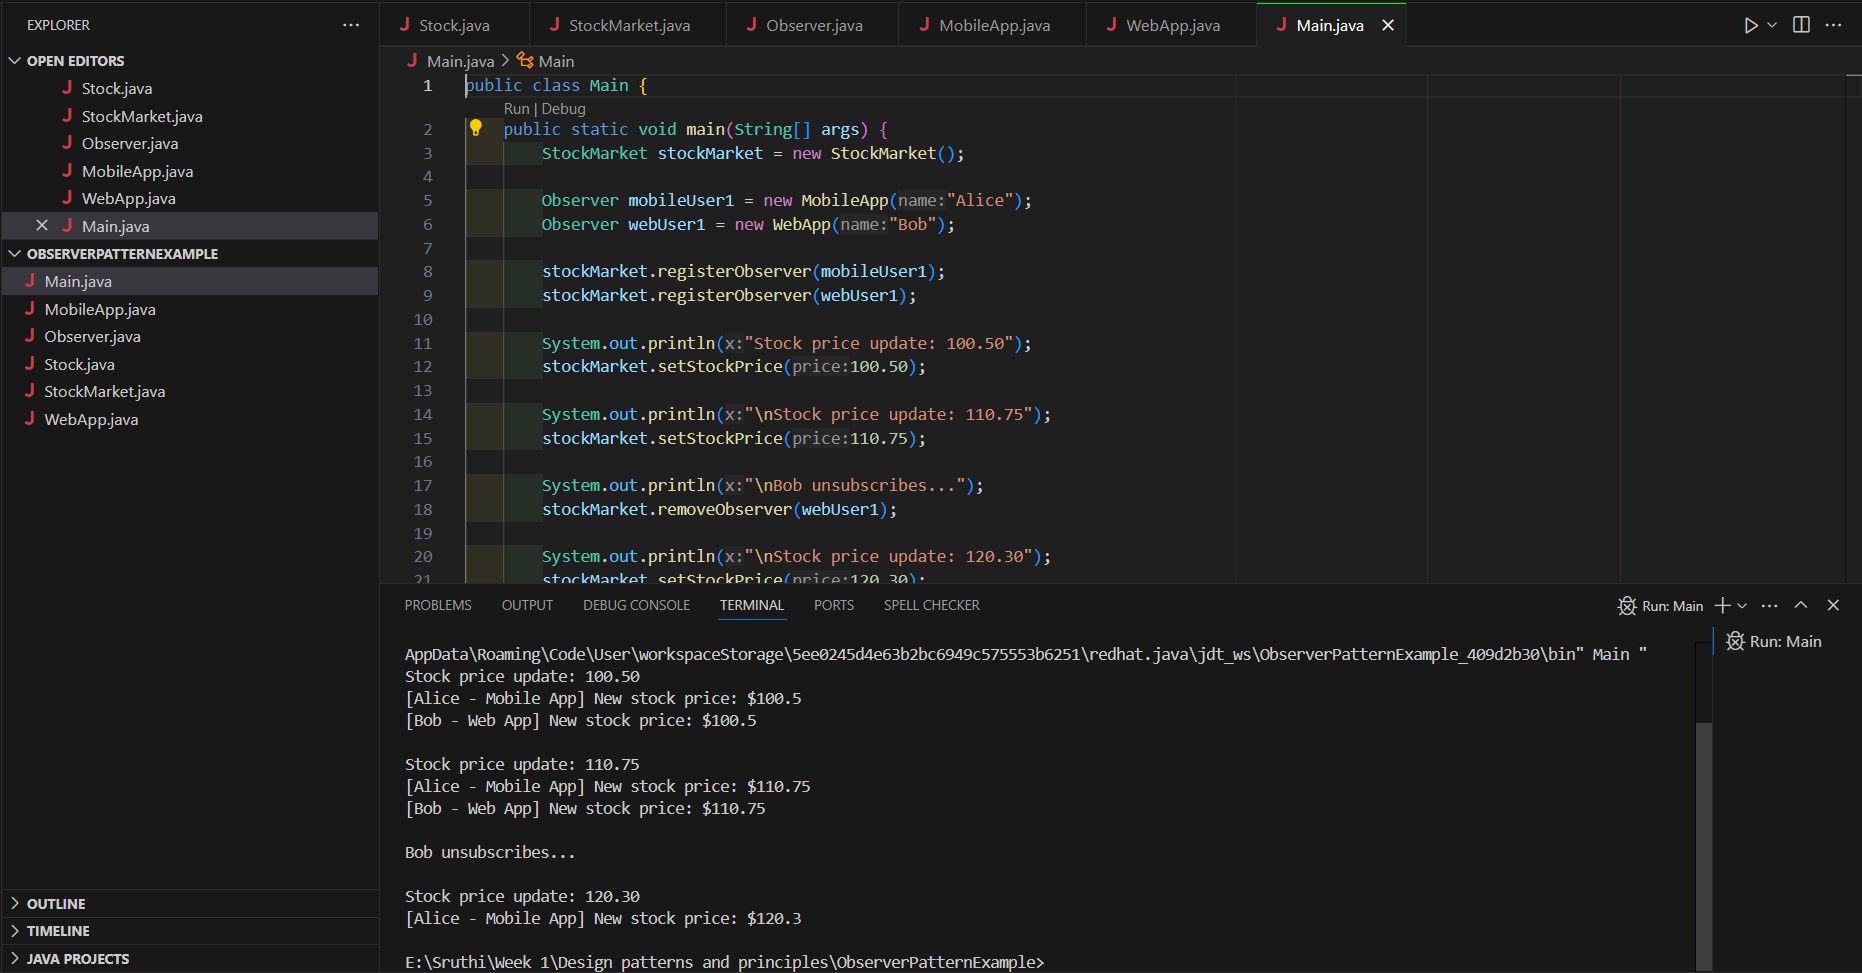 EXPLORER
OPEN EDITORS
Stock.java
StockMarket.java
Observer.java
MobileApp.java
WebApp.java
Main.java
OBSERVERPATTERNEXAMPLE
Main.java
MobileApp.java
Observer.java
Stock.java
StockMarket.java
WebApp.java
OUTLINE
TIMELINE
JAVA PROJECTS
Stock.java StockMarket.java Observer.java MobileApp.java WebApp.java Main.java
Main.java > Main
1 public class Main {
Run | Debug
2 public static void main(String[] args) {
3 StockMarket stockMarket = new StockMarket();
4
5 Observer mobileUser1 = new MobileApp(name:"Alice");
6 Observer webUser1 = new WebApp(name:"Bob");
7
8 stockMarket.registerObserver(mobileUser1);
9 stockMarket.registerObserver(webUser1);
10
11 System.out.println(x:"Stock price update: 100.50");
12 stockMarket.setStockPrice(price:100.50);
13
14 System.out.println(x:"\nStock price update: 110.75");
15 stockMarket.setStockPrice(price:110.75);
16
17 System.out.println(x:"\nBob unsubscribes...");
18 stockMarket.removeObserver(webUser1);
19
20 System.out.println(x:"\nStock price update: 120.30");
21 stockMarket.setStockPrice(price:120.30);
PROBLEMS OUTPUT DEBUG CONSOLE TERMINAL PORTS SPELL CHECKER
Run: Main
Run: Main
AppData\Roaming\Code\User\workspaceStorage\5ee0245d4e63b2bc6949c575553b6251\redhat.java\jdt_ws\ObserverPatternExample_409d2b30\bin" Main "
Stock price update: 100.50
[Alice - Mobile App] New stock price: $100.5
[Bob - Web App] New stock price: $100.5
Stock price update: 110.75
[Alice - Mobile App] New stock price: $110.75
[Bob - Web App] New stock price: $110.75
Bob unsubscribes...
Stock price update: 120.30
[Alice - Mobile App] New stock price: $120.3
E:\Sruthi\Week 1\Design patterns and principles\ObserverPatternExample>